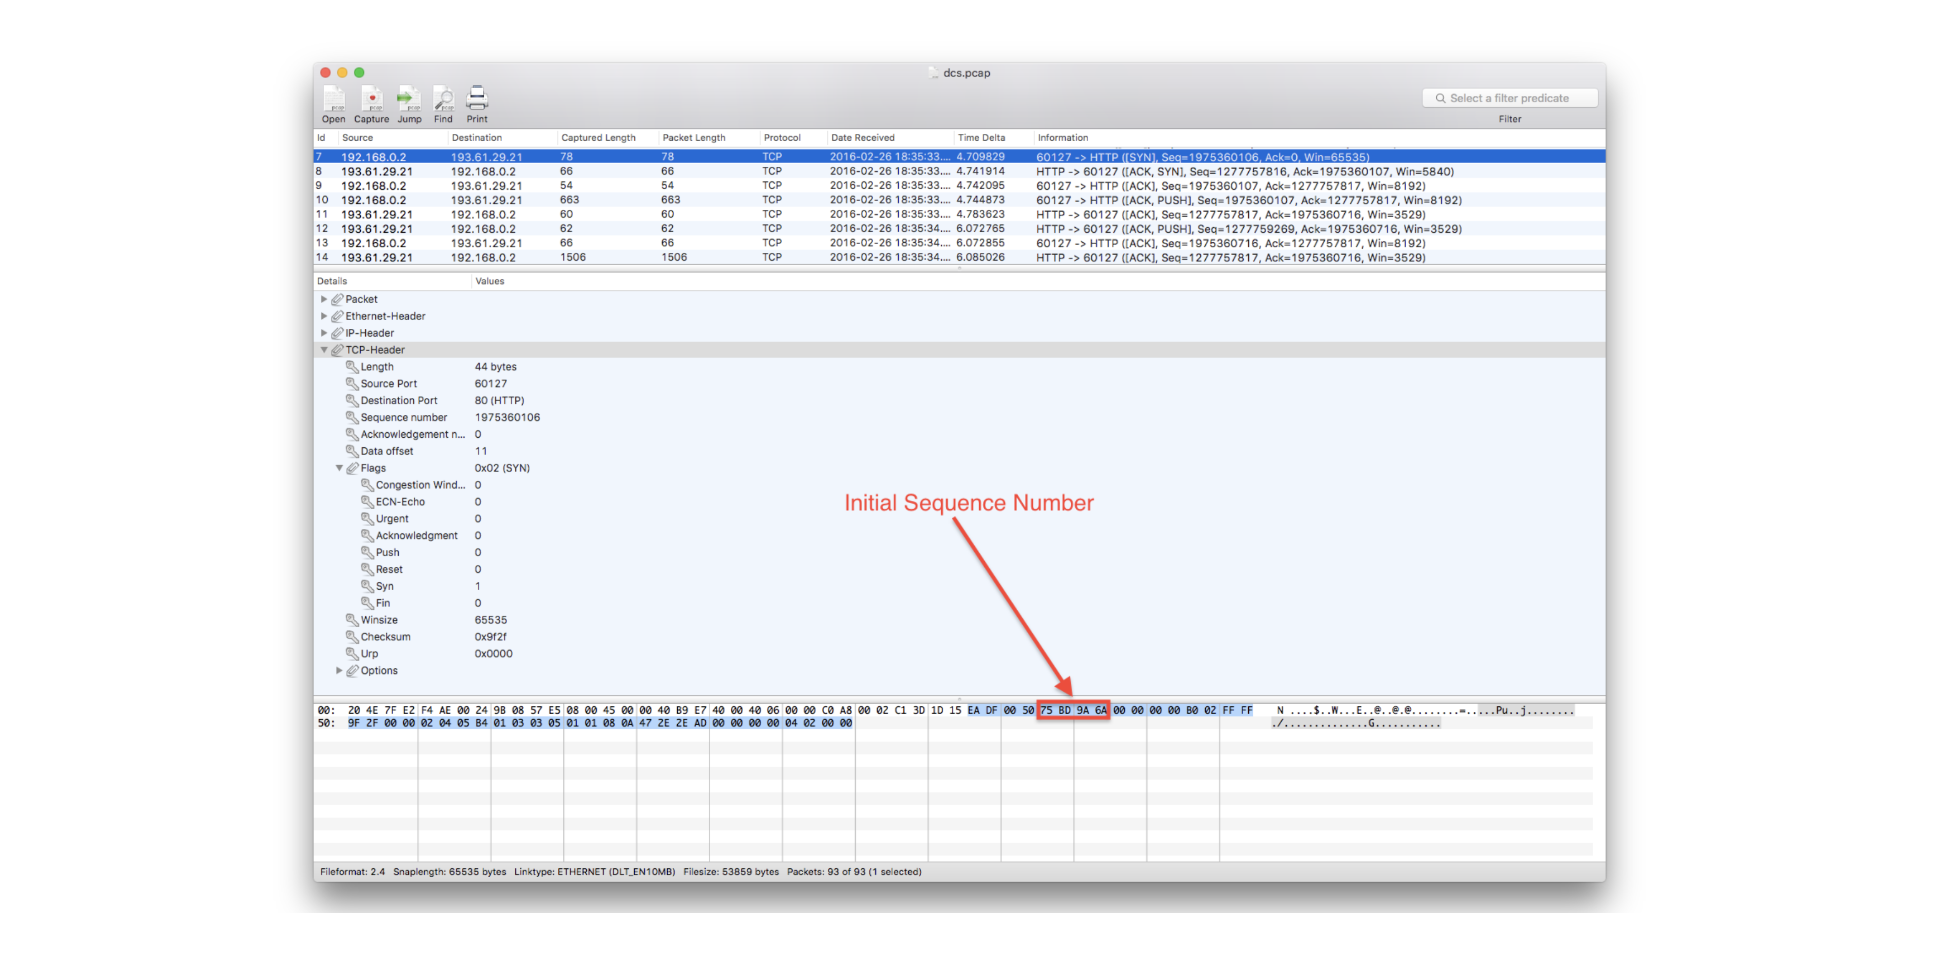 dcs.pcap
Open Capture Jump Find Print
Select a filter predicate
Filter
Id Source Destination Captured Length Packet Length Protocol Date Received Time Delta Information
7 192.168.0.2 193.61.29.21 78 78 TCP 2016-02-26 18:35:33.... 4.709829 60127 -> HTTP ([SYN], Seq=1975360106, Ack=0, Win=65535)
8 193.61.29.21 192.168.0.2 66 66 TCP 2016-02-26 18:35:33.... 4.741914 HTTP -> 60127 ([ACK, SYN], Seq=1277757816, Ack=1975360107, Win=5840)
9 192.168.0.2 193.61.29.21 54 54 TCP 2016-02-26 18:35:33.... 4.742095 60127 -> HTTP ([ACK], Seq=1975360107, Ack=1277757817, Win=8192)
10 192.168.0.2 193.61.29.21 663 663 TCP 2016-02-26 18:35:33.... 4.744873 60127 -> HTTP ([ACK, PUSH], Seq=1975360107, Ack=1277757817, Win=8192)
11 193.61.29.21 192.168.0.2 60 60 TCP 2016-02-26 18:35:33.... 4.783623 HTTP -> 60127 ([ACK], Seq=1277757817, Ack=1975360716, Win=3529)
12 193.61.29.21 192.168.0.2 62 62 TCP 2016-02-26 18:35:34.... 6.072765 HTTP -> 60127 ([ACK, PUSH], Seq=1277759269, Ack=1975360716, Win=3529)
13 192.168.0.2 193.61.29.21 66 66 TCP 2016-02-26 18:35:34.... 6.072855 60127 -> HTTP ([ACK], Seq=1975360716, Ack=1277757817, Win=8192)
14 193.61.29.21 192.168.0.2 1506 1506 TCP 2016-02-26 18:35:34.... 6.085026 HTTP -> 60127 ([ACK], Seq=1277757817, Ack=1975360716, Win=3529)
Details Values
Packet
Ethernet-Header
IP-Header
TCP-Header
Length 44 bytes
Source Port 60127
Destination Port 80 (HTTP)
Sequence number 1975360106
Acknowledgement n... 0
Data offset 11
Flags 0x02 (SYN)
Congestion Wind... 0
ECN-Echo 0
Urgent 0
Acknowledgment 0
Push 0
Reset 0
Syn 1
Fin 0
Winsize 65535
Checksum 0x9f2f
Urp 0x0000
Options
Initial Sequence Number
00: 20 4E 7F E2 F4 AE 00 24 9B 08 57 E5 08 00 45 00 00 40 B9 E7 40 00 40 06 00 00 C0 A8 00 02 C1 3D 1D 15 EA DF 00 50 75 BD 9A 6A 00 00 00 00 B0 02 FF FF N ....$..W...E..@..@.@........=......Pu..j........
50: 9F 2F 00 00 02 04 05 B4 01 03 03 05 01 01 08 0A 47 2E 2E AD 00 00 00 00 04 02 00 00 ./..............G...........
Fileformat: 2.4 Snaplength: 65535 bytes Linktype: ETHERNET (DLT_EN10MB) Filesize: 53859 bytes Packets: 93 of 93 (1 selected)